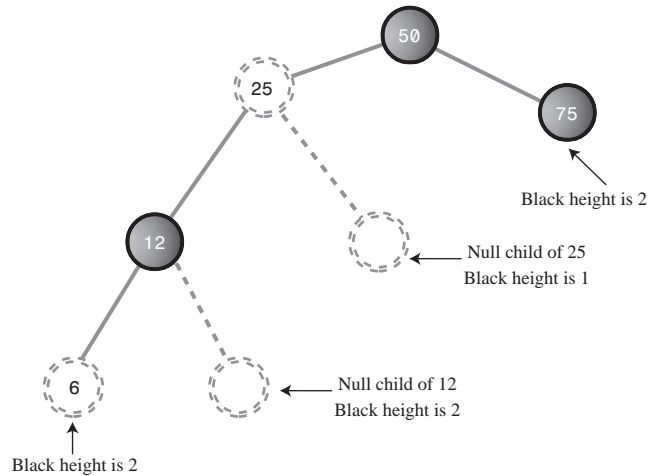 50
25
75
Black height is 2
12
Null child of 25
Black height is 1
6
Null child of 12
Black height is 2
Black height is 2